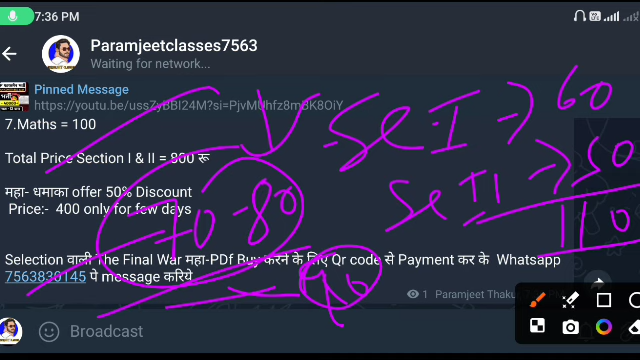 7:36 PM
Paramjeetclasses7563
Waiting for network...
Pinned Message
https://youtu.be/ussZyBBI24M?si=PjvMUhfz8mBK8OiY
7.Maths = 100
Total Price Section I & II = 800 रू
महा- धमाका offer 50% Discount
Price:- 400 only for few days
Selection वाली The Final War महा-PDf Buy करने के लिए Qr code से Payment कर के Whatsapp
7563830145 पे message करिये
1 Paramjeet Thaku
Broadcast
Sec I → 60
Sec II → 50
110
70-80